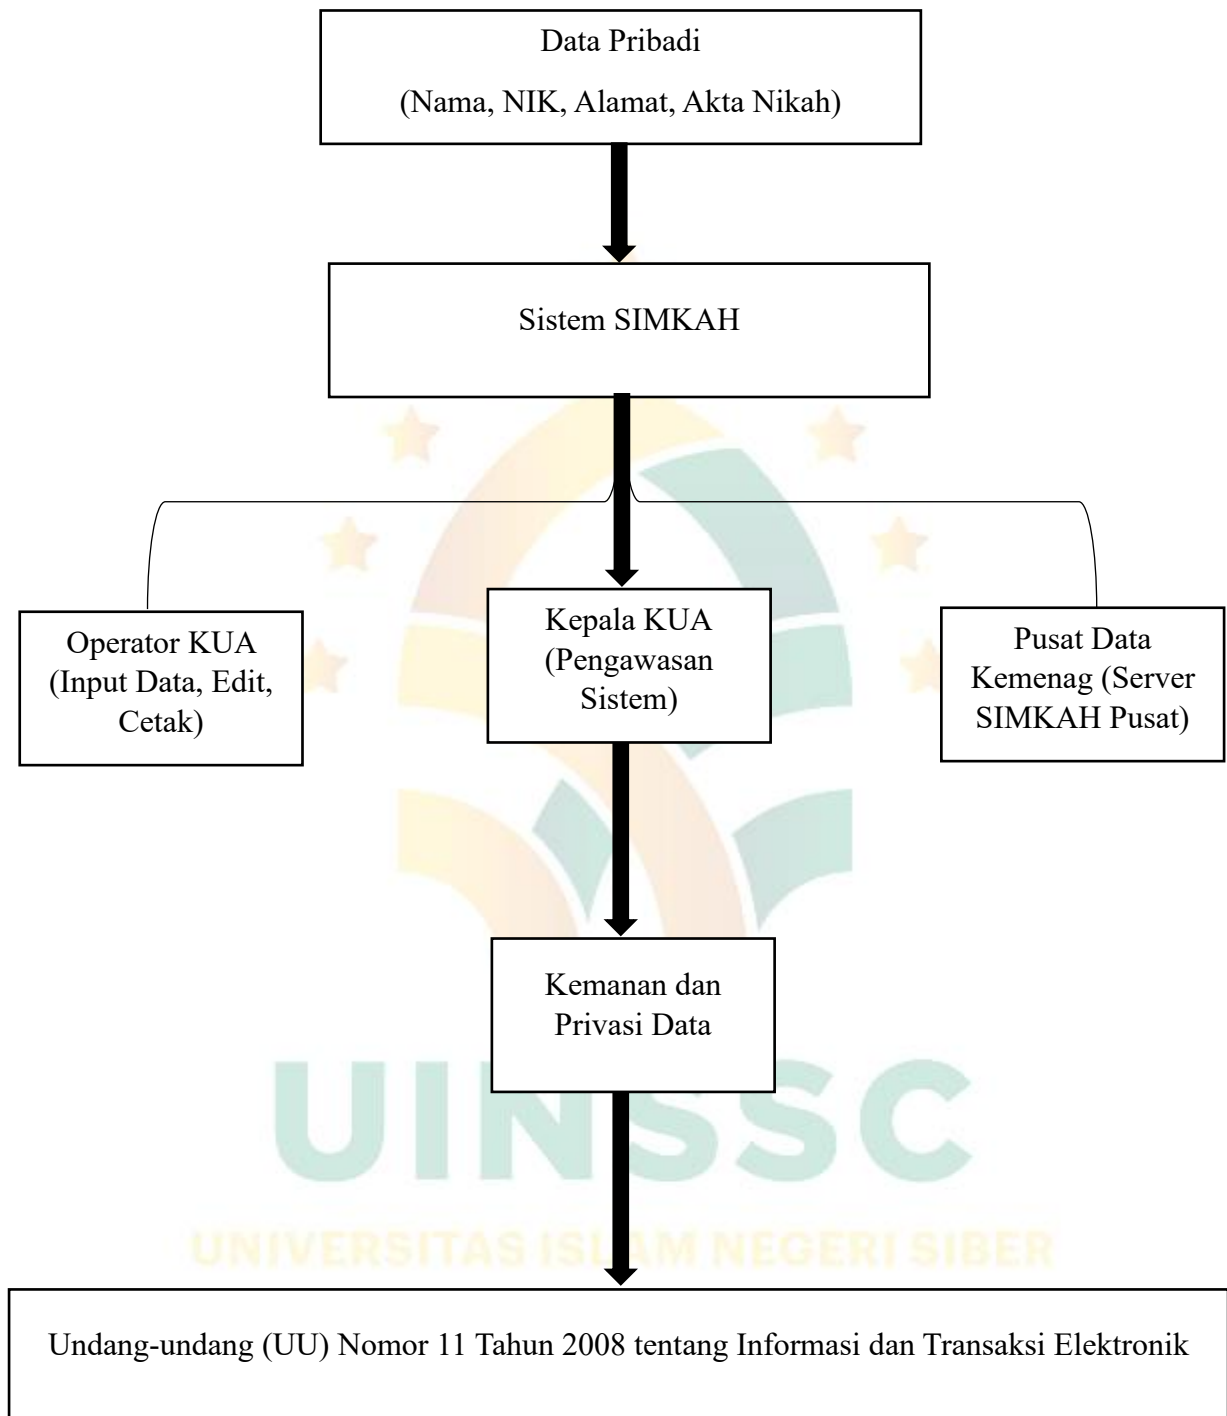 Data Pribadi
(Nama, NIK, Alamat, Akta Nikah)
Sistem SIMKAH
Operator KUA
(Input Data, Edit,
Cetak)
Kepala KUA
(Pengawasan
Sistem)
Pusat Data
Kemenag (Server
SIMKAH Pusat)
Kemanan dan
Privasi Data
UINSSC
UNIVERSITAS ISLAM NEGERI SIBER
Undang-undang (UU) Nomor 11 Tahun 2008 tentang Informasi dan Transaksi Elektronik